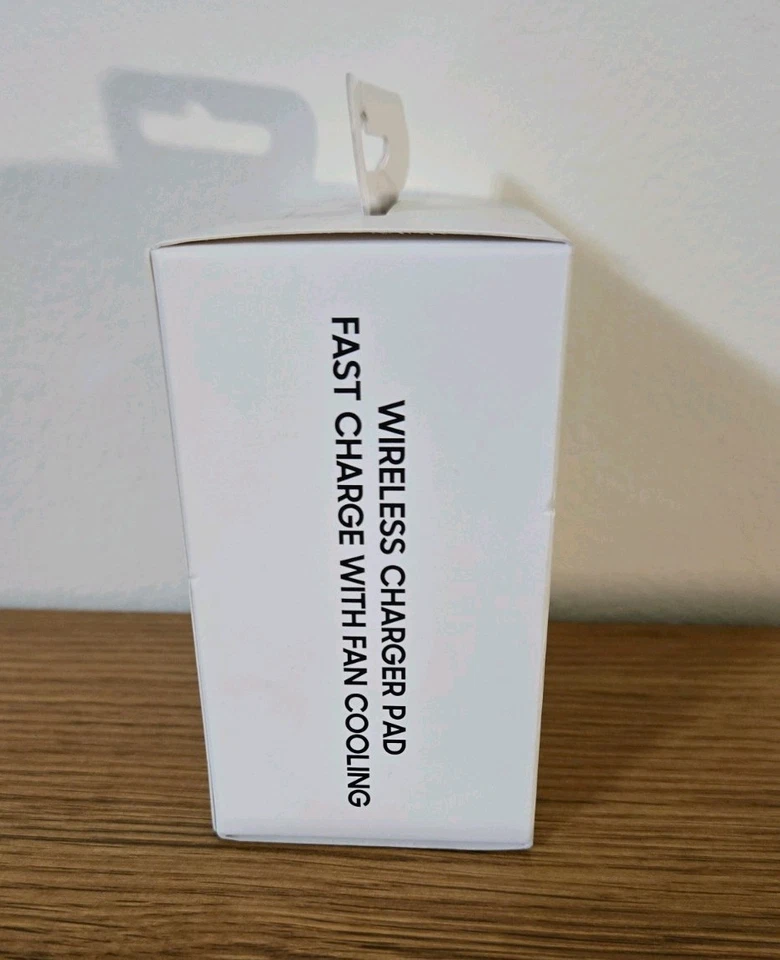 WIRELESS CHARGER PAD
FAST CHARGE WITH FAN COOLING